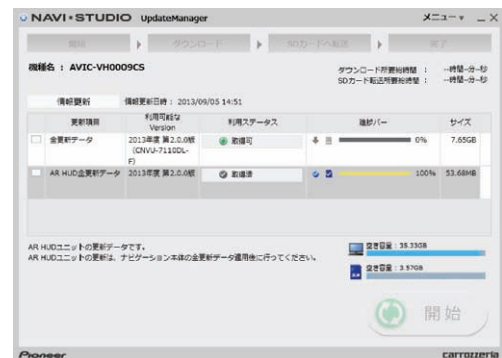 NAVI•STUDIO UpdateManager メニュー
開始 ダウンロード SDカードへ転送 完了
機種名 : AVIC-VH0009CS
ダウンロード所要時間 : --時間--分--秒
SDカード転送所要時間 : --時間--分--秒
情報更新 情報更新日時 : 2013/09/05 14:51
更新項目 利用可能な Version 利用ステータス 進捗バー サイズ
全更新データ 2013年度 第2.0.0版 (CNVU-7110DL-F) 取得可 0% 7.65GB
AR HUD全更新データ 2013年度 第2.0.0版 取得済 100% 53.68MB
AR HUDユニットの更新データです。
AR HUDユニットの更新は、ナビゲーション本体の全更新データ適用後に行ってください。
空き容量 : 38.33GB
空き容量 : 3.57GB
開始
Pioneer carrozzeria